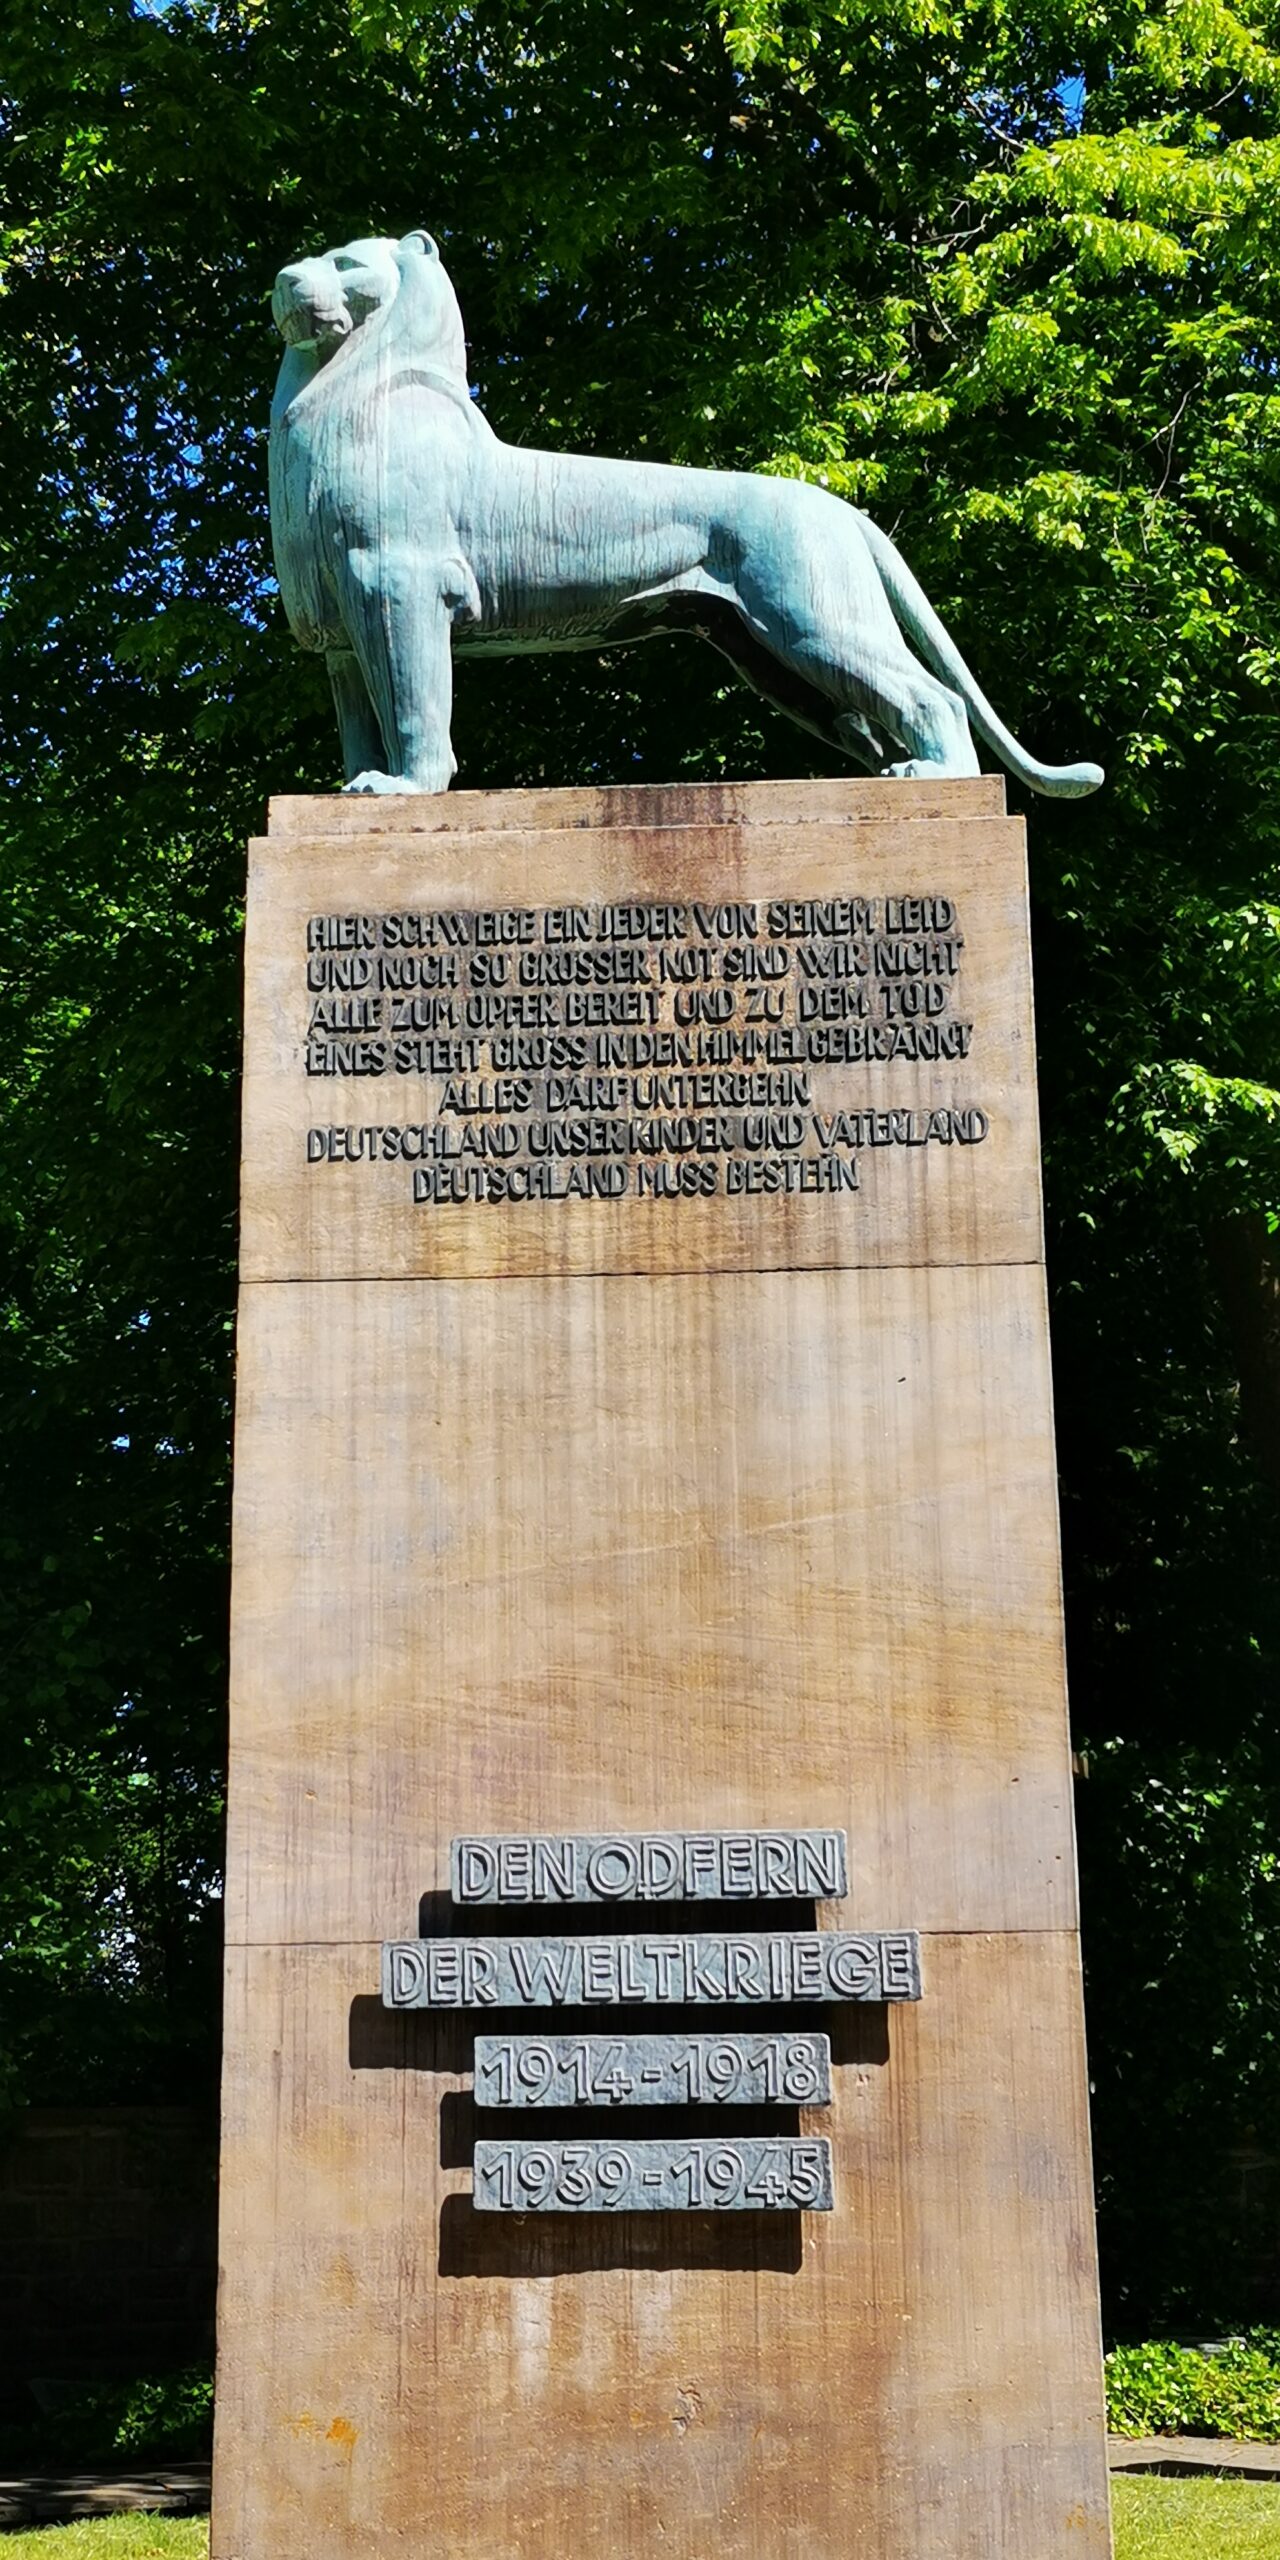 HIER SCHWEIGE EIN JEDER VON SEINEM LEID
UND NOCH SO GROSSER NOT SIND WIR NICHT
ALLE ZUM OPFER BEREIT UND ZU DEM TOD
EINES STEHT GROSS IN DEN HIMMEL GEBRANNT
ALLES DARF UNTERGEHN
DEUTSCHLAND UNSER KINDER UND VATERLAND
DEUTSCHLAND MUSS BESTEHN
DEN OPFERN
DER WELTKRIEGE
1914-1918
1939-1945